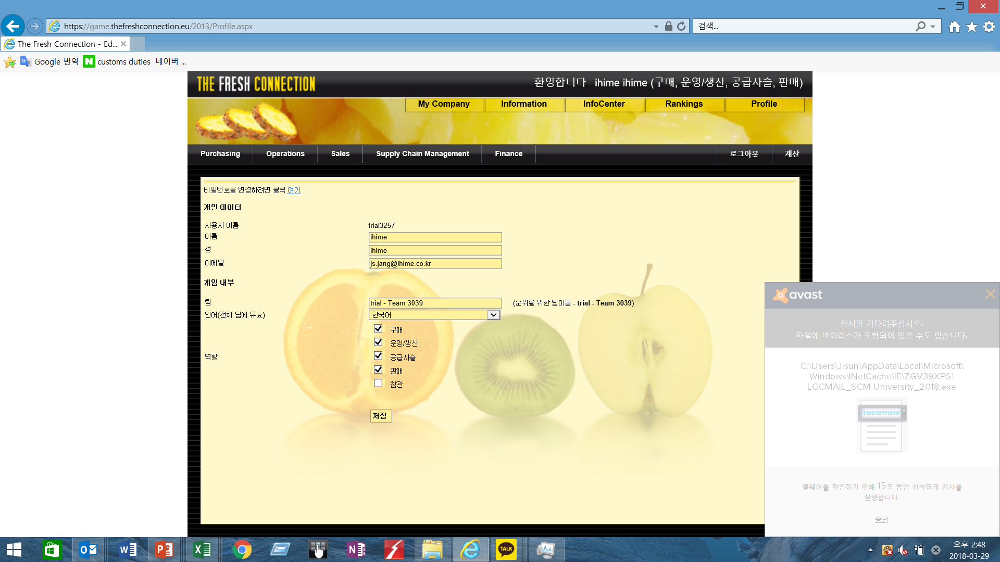 https://game.thefreshconnection.eu/2013/Profile.aspx
검색...
The Fresh Connection - Ed...
Google 번역
customs duties
네이버 ...
THE FRESH CONNECTION
환영합니다 ihime ihime (구매, 운영/생산, 공급사슬, 판매)
My Company
Information
InfoCenter
Rankings
Profile
Purchasing
Operations
Sales
Supply Chain Management
Finance
로그아웃
계산
비밀번호를 변경하려면 클릭 여기
개인 데이터
사용자 이름 trial3257
이름 ihime
성 ihime
이메일 js.jang@ihime.co.kr
게임 내부
팀 trial - Team 3039 (순위를 위한 팀이름 - trial - Team 3039)
언어(전체 팀에 유효) 한국어
역할
구매
운영/생산
공급사슬
판매
참관
저장
avast
잠시만 기다려주십시오.
파일에 바이러스가 포함되어 있을 수도 있습니다.
C:\Users\Jisun\AppData\Local\Microsoft\
Windows\INetCache\IE\ZGV39XPS\
LGCMAIL_SCM University_2018.exe
110010111010
맬웨어를 확인하기 위해 15초 동안 신속하게 검사를
실행합니다.
중단
TALK
오후 2:48
2018-03-29